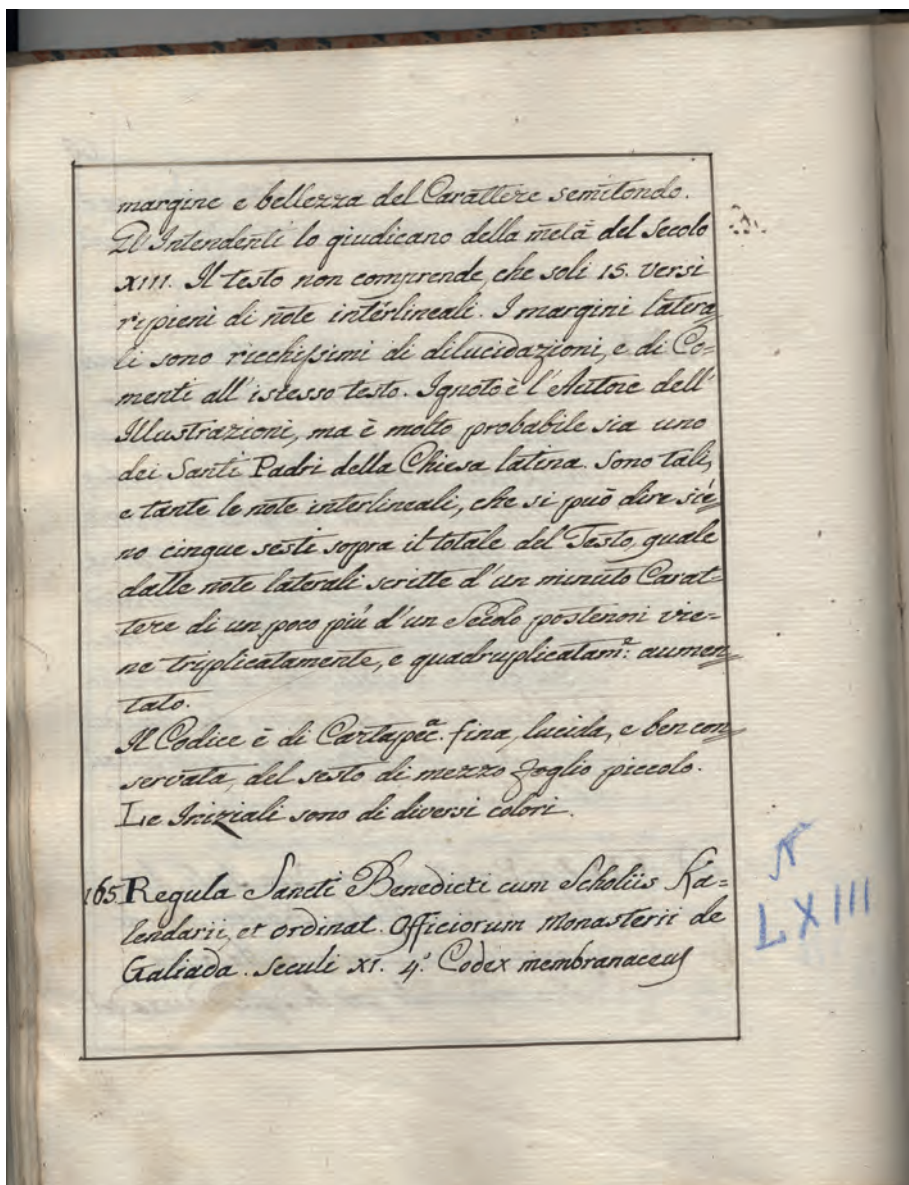 margine e bellezza del Carattere semitondo.
Gl'Intendenti lo giudicano della metà del Secolo
XIII. Il testo non comprende, che soli 15. versi
ripieni di note interlineali. I margini latera=
li sono ricchissimi di dilucidazioni, e di Co=
menti all'istesso testo. Ignoto è l'Autore dell'
Illustrazioni, ma è molto probabile sia uno
dei Santi Padri della Chiesa latina. Sono tali,
e tante le note interlineali, che si può dire sie=
no cinque sesti sopra il totale del Testo, quale
dalle note laterali scritte d'un minuto Carat=
tere di un poco più d'un Secolo posteriori vie=
ne triplicatamente, e quadruplicatam.e: aumen=
tato.
Il Codice è di Cartapec.a fina, lucida, e ben con=
servata, del sesto di mezzo foglio piccolo.
Le Iniziali sono di diversi colori.
165. Regula Sancti Benedicti cum Scholiis Ka=
lendarii, et ordinat. Officiorum Monasterii de
Galiada. Seculi XI. 4.o Codex membranaceus
LXIII